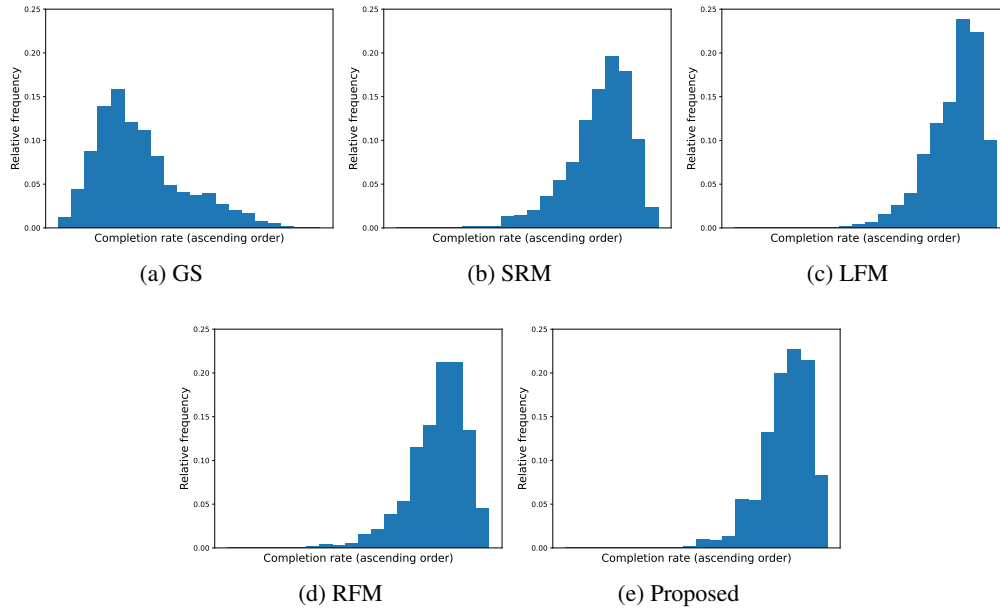 0.25
0.20
0.15
0.10
0.05
0.00
Relative frequency
Completion rate (ascending order)
(a) GS
0.25
0.20
0.15
0.10
0.05
0.00
Relative frequency
Completion rate (ascending order)
(b) SRM
0.25
0.20
0.15
0.10
0.05
0.00
Relative frequency
Completion rate (ascending order)
(c) LFM
0.25
0.20
0.15
0.10
0.05
0.00
Relative frequency
Completion rate (ascending order)
(d) RFM
0.25
0.20
0.15
0.10
0.05
0.00
Relative frequency
Completion rate (ascending order)
(e) Proposed